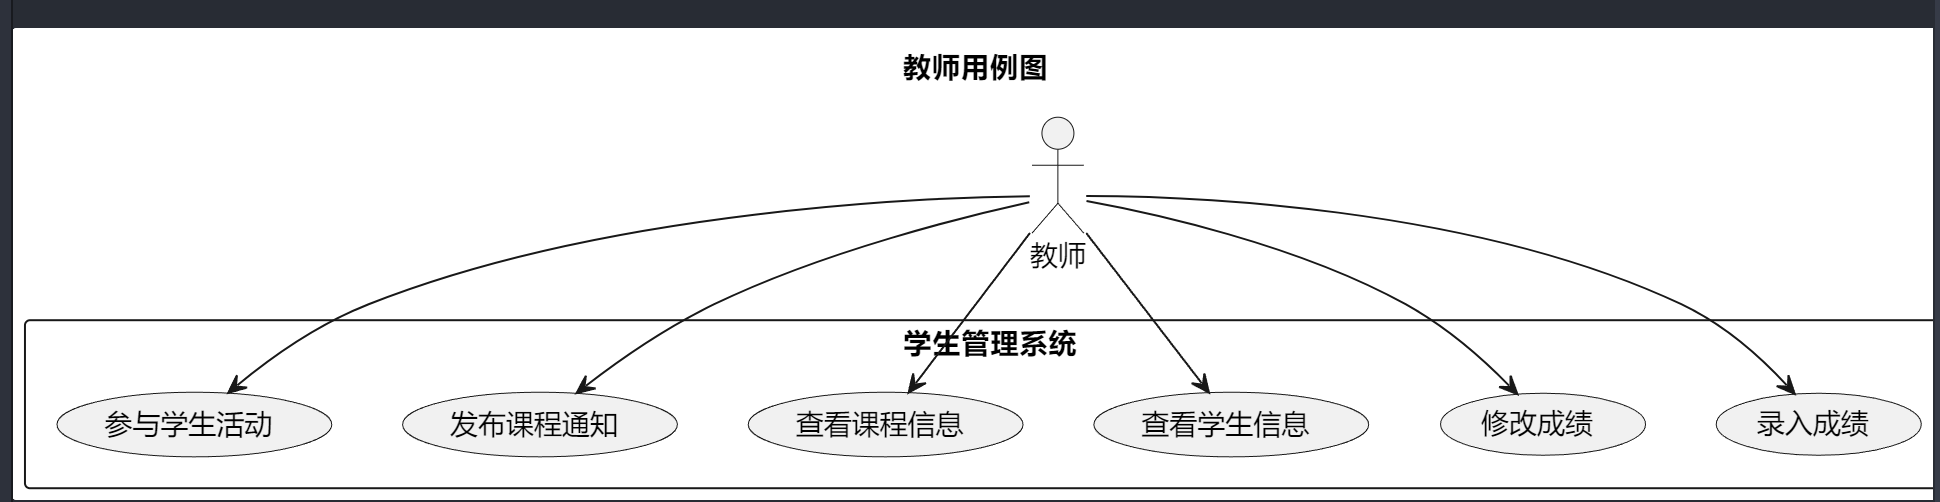 教师用例图
教师
学生管理系统
参与学生活动
发布课程通知
查看课程信息
查看学生信息
修改成绩
录入成绩